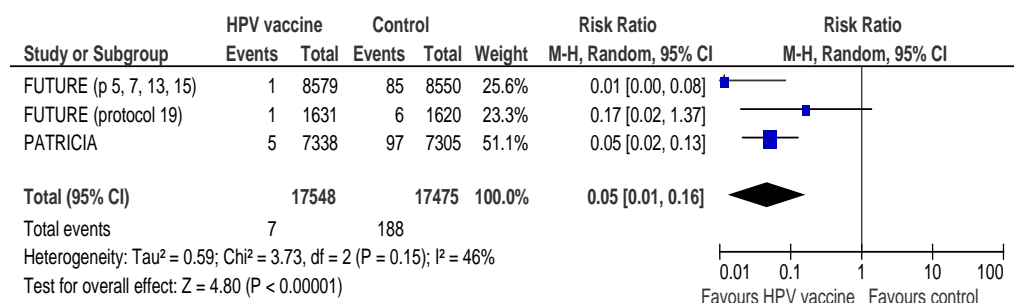 HPV vaccine Control Risk Ratio Risk Ratio
Study or Subgroup Events Total Events Total Weight M-H, Random, 95% CI M-H, Random, 95% CI
FUTURE (p 5, 7, 13, 15) 1 8579 85 8550 25.6% 0.01 [0.00, 0.08]
FUTURE (protocol 19) 1 1631 6 1620 23.3% 0.17 [0.02, 1.37]
PATRICIA 5 7338 97 7305 51.1% 0.05 [0.02, 0.13]
Total (95% CI) 17548 17475 100.0% 0.05 [0.01, 0.16]
Total events 7 188
Heterogeneity: Tau² = 0.59; Chi² = 3.73, df = 2 (P = 0.15); I² = 46%
Test for overall effect: Z = 4.80 (P < 0.00001)
0.01 0.1 1 10 100
Favours HPV vaccine Favours control